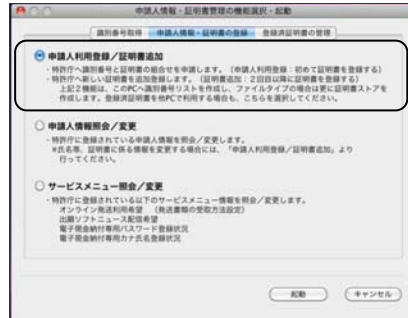 申請人情報・証明書管理の機能選択・起動
識別番号取得 申請人情報・証明書の登録 登録済証明書の管理
申請人利用登録/証明書追加
・特許庁へ識別番号と証明書の組合せを申請します。(申請人利用登録:初めて証明書を登録する)
・特許庁へ新しい証明書を追加登録します。(証明書追加:2回目以降に証明書を登録する)
上記2機能は、このPCへ識別番号リストを作成し、ファイルタイプの場合は更に証明書ストアを
作成します。登録済証明書を他PCで利用する場合も、こちらを選択してください。
申請人情報照会/変更
・特許庁に登録されている申請人情報を照会/変更します。
*氏名等、証明書に係る情報を変更する場合には、「申請人利用登録/証明書追加」より
行ってください。
サービスメニュー照会/変更
・特許庁に登録されている以下のサービスメニュー情報を照会/変更します。
オンライン発送利用希望 (発送書類の受取方法設定)
出願ソフトニュース配信希望
電子現金納付専用パスワード登録状況
電子現金納付専用カナ氏名登録状況
起動 キャンセル